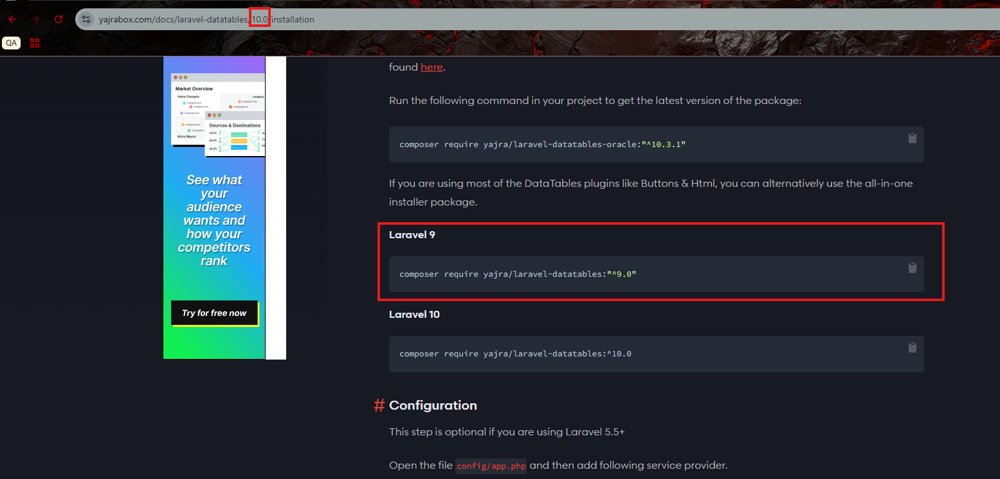 yajrabox.com/docs/laravel-datatables/10.0/installation
QA
found here.
Run the following command in your project to get the latest version of the package:
composer require yajra/laravel-datatables-oracle:"^10.3.1"
If you are using most of the DataTables plugins like Buttons & Html, you can alternatively use the all-in-one
installer package.
Laravel 9
composer require yajra/laravel-datatables:"^9.0"
Laravel 10
composer require yajra/laravel-datatables:^10.0
# Configuration
This step is optional if you are using Laravel 5.5+
Open the file config/app.php and then add following service provider.
Market Overview
Game Changers
Leaders
Niche Players
Sources & Destinations
See what
your
audience
wants and
how your
competitors
rank
Try for free now